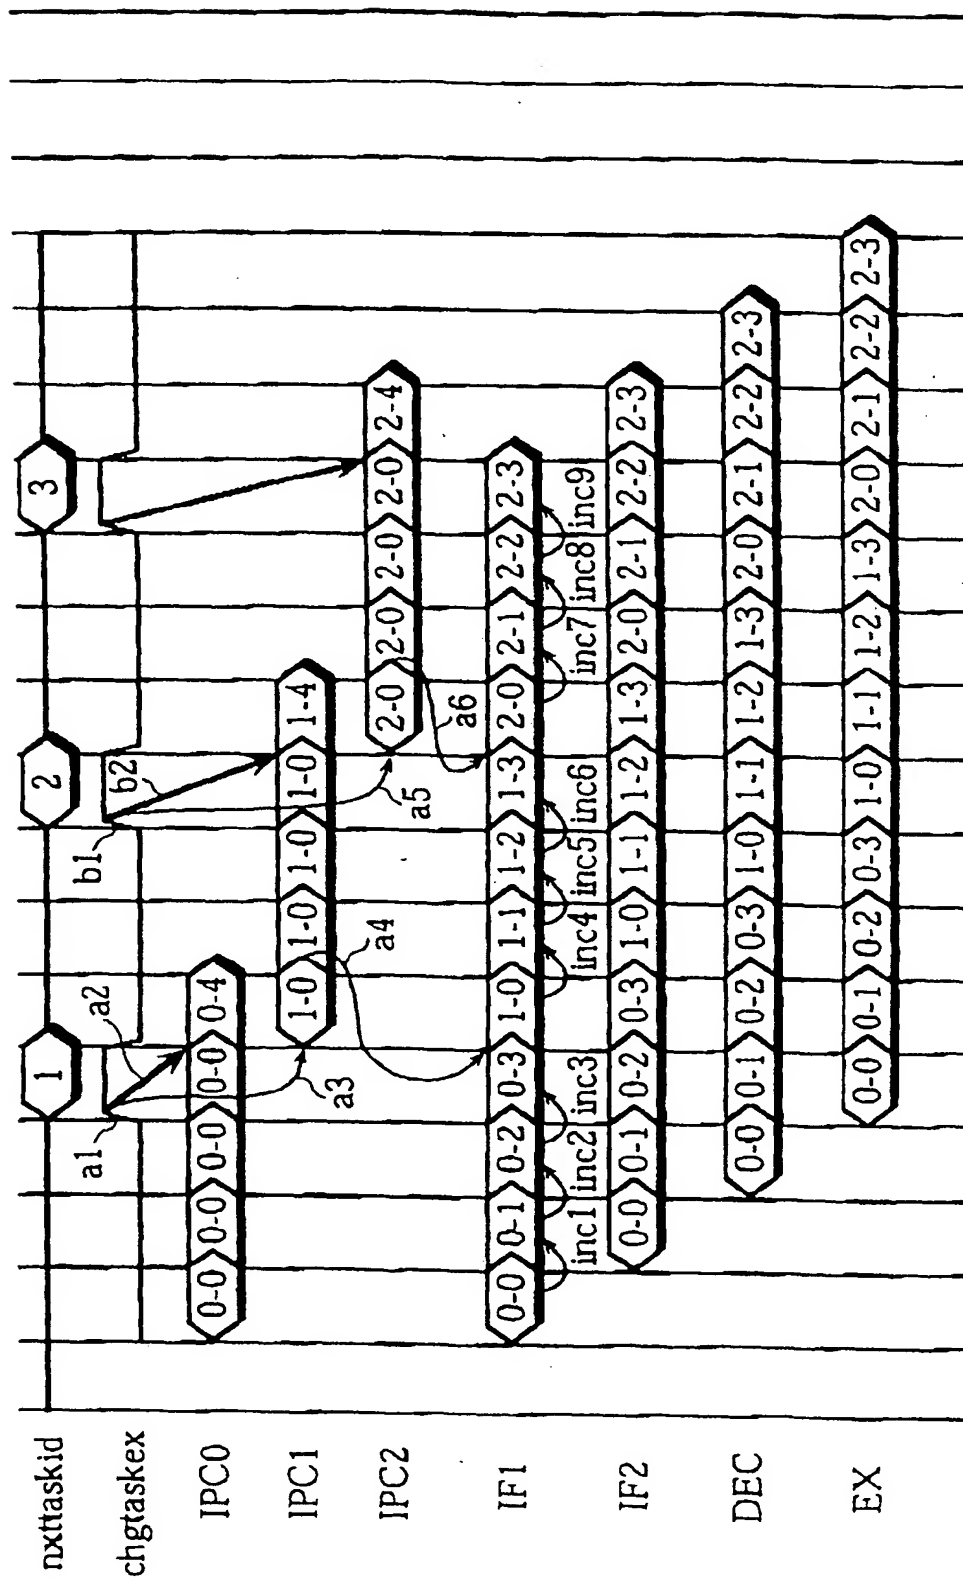 nxttaskid 1 2 3
chgtaskex a1 b1
a2 b2
IPC0 0-0 0-0 0-0 0-0 0-4
a3
IPC1 1-0 1-0 1-0 1-0 1-4
a4 a5
IPC2 2-0 2-0 2-0 2-0 2-4
a6
IF1 0-0 0-1 0-2 0-3 1-0 1-1 1-2 1-3 2-0 2-1 2-2 2-3
inc1 inc2 inc3 inc4 inc5 inc6 inc7 inc8 inc9
IF2 0-0 0-1 0-2 0-3 1-0 1-1 1-2 1-3 2-0 2-1 2-2 2-3
DEC 0-0 0-1 0-2 0-3 1-0 1-1 1-2 1-3 2-0 2-1 2-2 2-3
EX 0-0 0-1 0-2 0-3 1-0 1-1 1-2 1-3 2-0 2-1 2-2 2-3